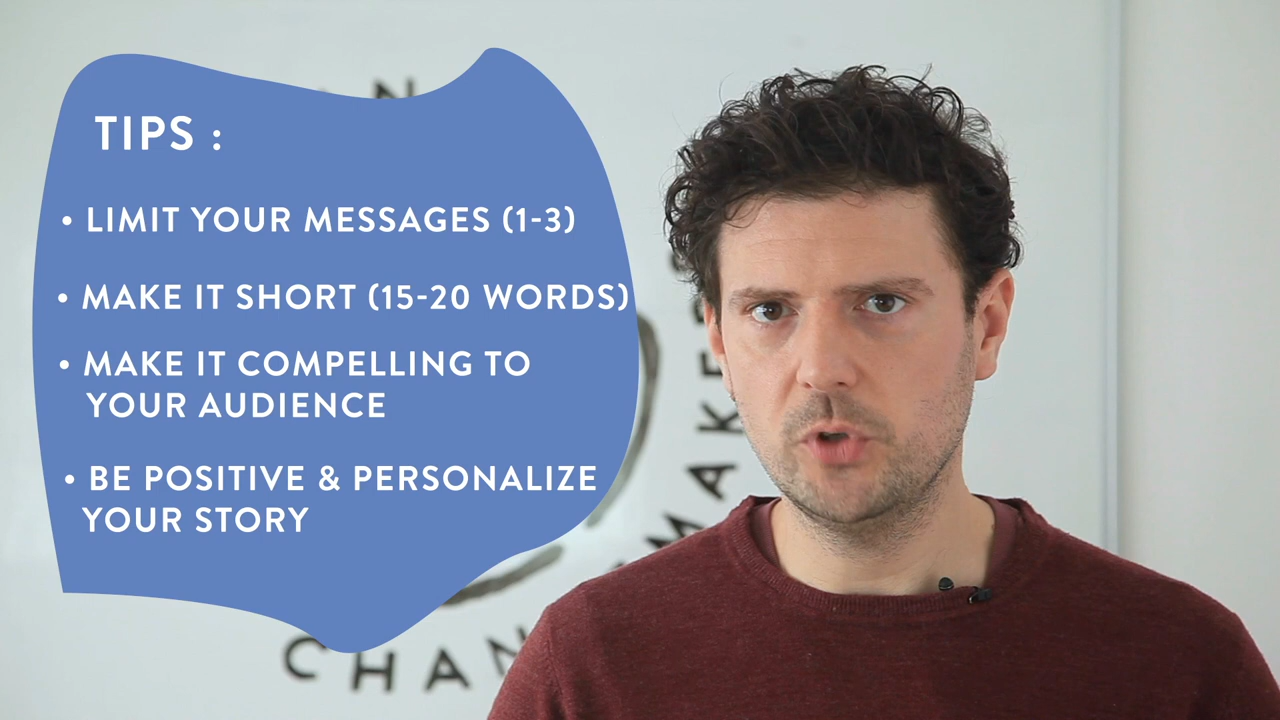 TIPS :
• LIMIT YOUR MESSAGES (1-3)
• MAKE IT SHORT (15-20 WORDS)
• MAKE IT COMPELLING TO
YOUR AUDIENCE
• BE POSITIVE & PERSONALIZE
YOUR STORY